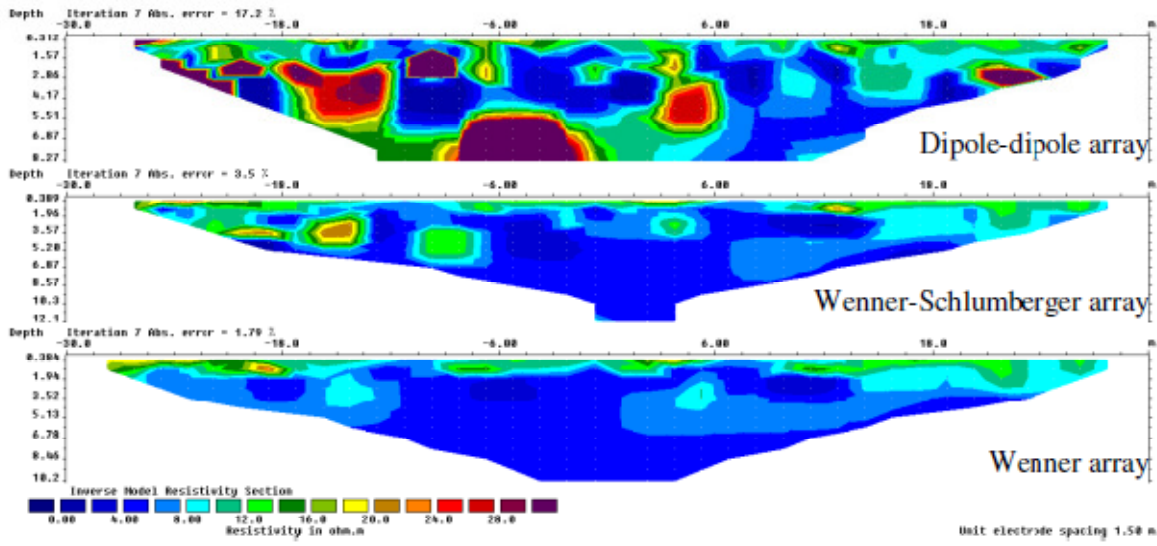 Depth Iteration 7 Abs. error = 17.2 %
-30.0 -18.0 -6.00 6.00 18.0 m
0.312
1.57
2.86
4.17
5.51
6.87
8.27
Dipole-dipole array
Depth Iteration 7 Abs. error = 3.5 %
-30.0 -18.0 -6.00 6.00 18.0 m
0.389
1.96
3.57
5.20
6.87
8.57
10.3
12.1
Wenner-Schlumberger array
Depth Iteration 7 Abs. error = 1.79 %
-30.0 -18.0 -6.00 6.00 18.0 m
0.384
1.94
3.52
5.13
6.78
8.46
10.2
Wenner array
Inverse Model Resistivity Section
0.00 4.00 8.00 12.0 16.0 20.0 24.0 28.0
Resistivity in ohm.m
Unit electrode spacing 1.50 m